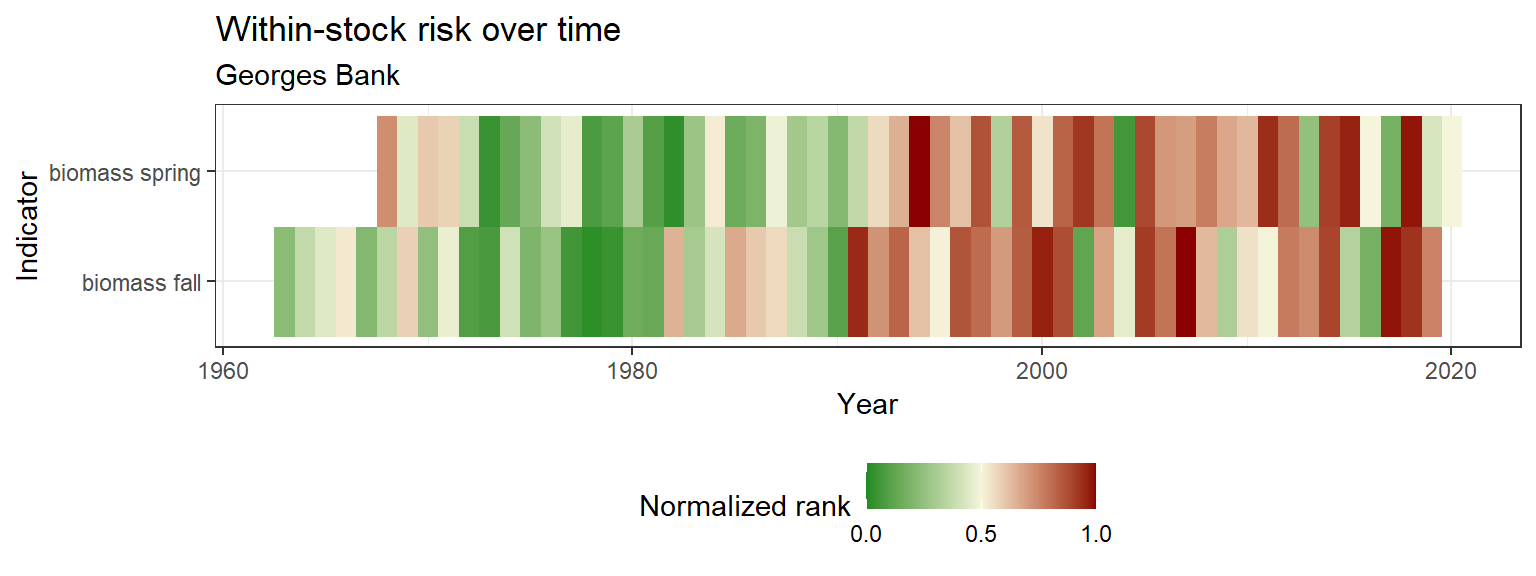 Within-stock risk over time
Georges Bank
Indicator
biomass spring
biomass fall
1960 1980 2000 2020
Year
Normalized rank
0.0 0.5 1.0